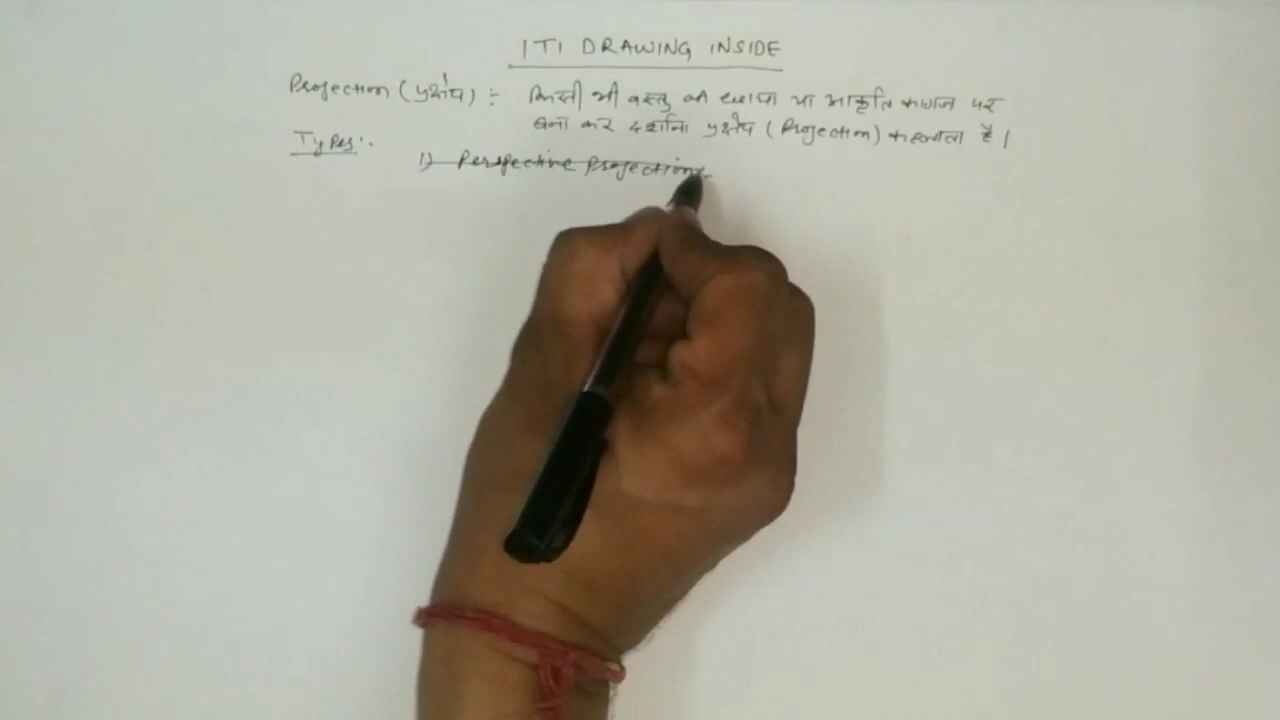 ITI DRAWING INSIDE
Projection (प्रक्षेप) :- किसी भी वस्तु की छाया या आकृति कागज पर
बना कर दर्शाना प्रक्षेप (Projection) कहलाता है।
Types:-
1) Perspective Projection:-